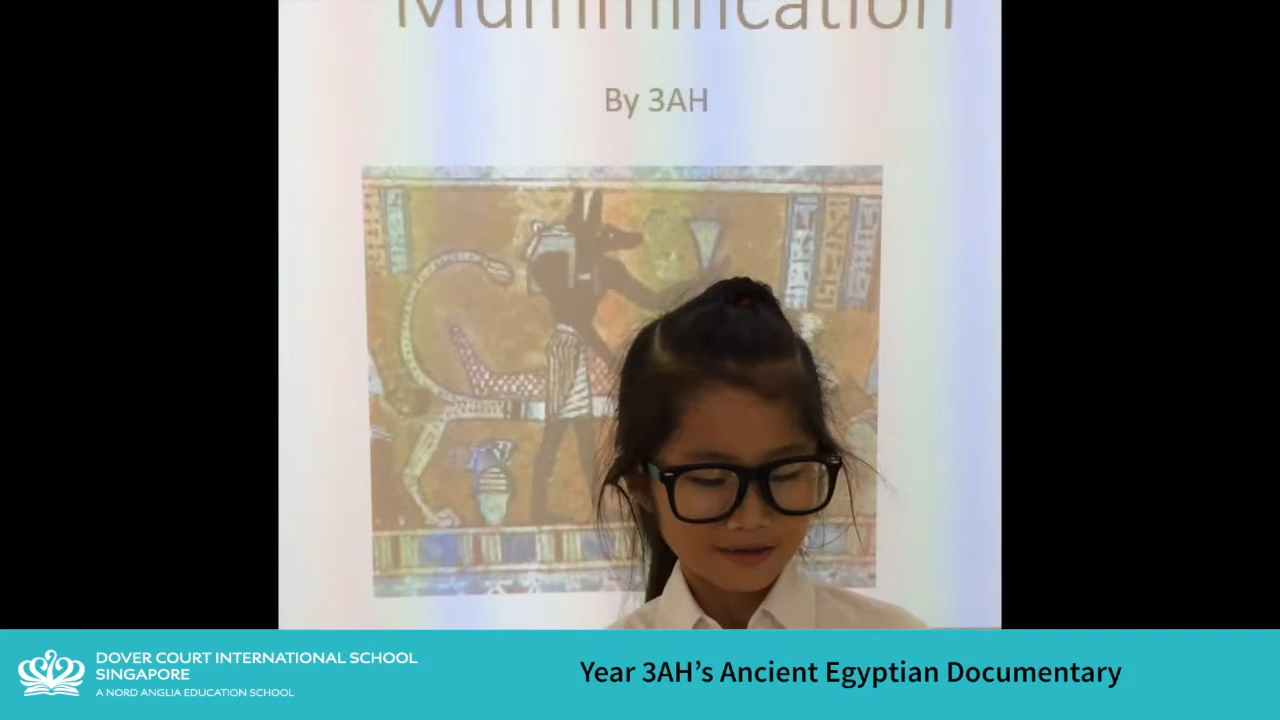 Mummification
By 3AH
DOVER COURT INTERNATIONAL SCHOOL
SINGAPORE
A NORD ANGLIA EDUCATION SCHOOL
Year 3AH's Ancient Egyptian Documentary